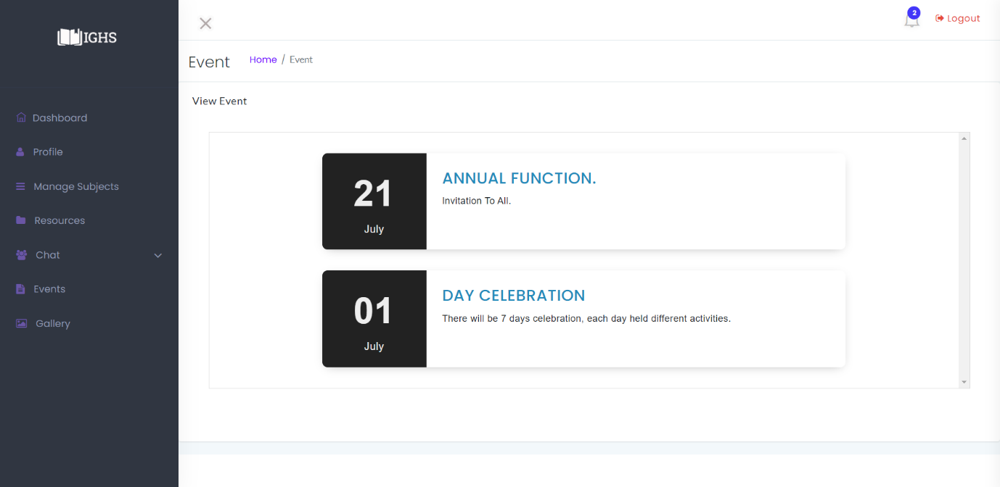 IGHS
2
Logout
Event
Home / Event
View Event
Dashboard
Profile
Manage Subjects
Resources
Chat
Events
Gallery
21
July
ANNUAL FUNCTION.
Invitation To All.
01
July
DAY CELEBRATION
There will be 7 days celebration, each day held different activities.